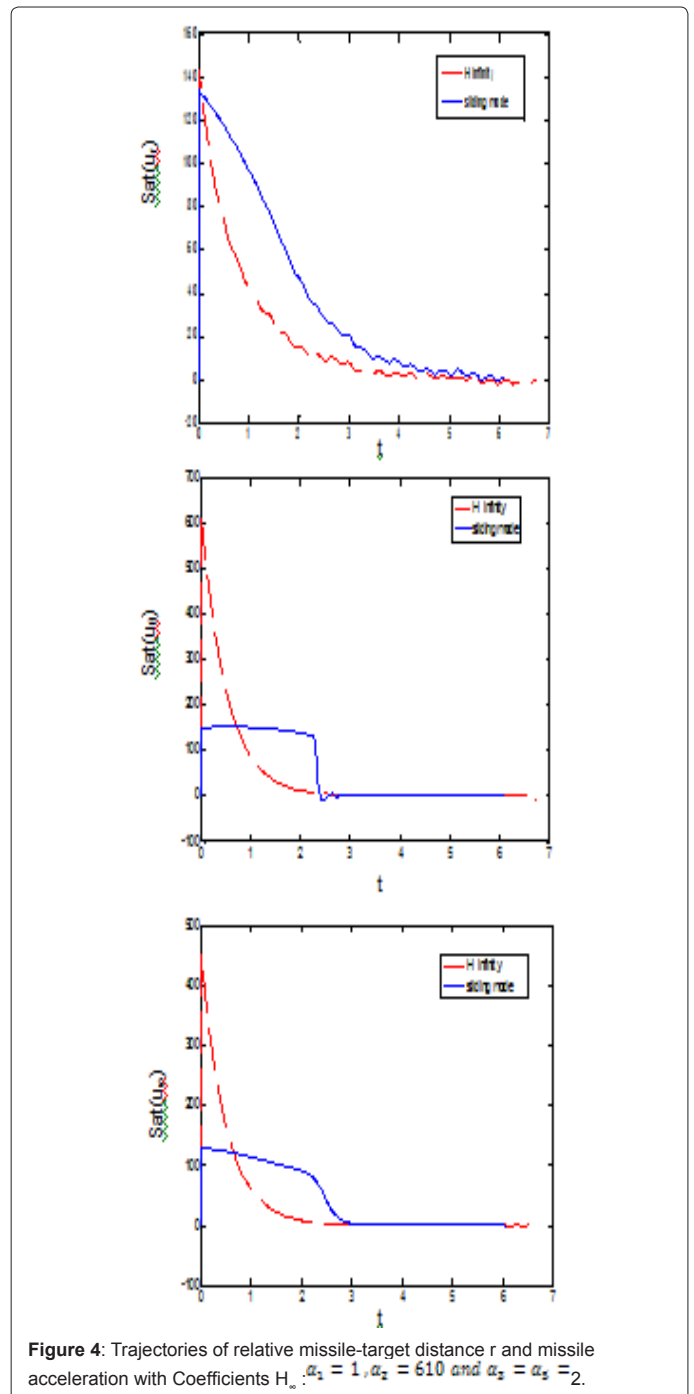 160
140
120
100
80
60
40
20
0
-20
H infinity
sliding mode
0 1 2 3 4 5 6 7
t
700
600
500
400
300
200
100
0
-100
H infinity
sliding mode
0 1 2 3 4 5 6 7
t
500
400
300
200
100
0
-100
H infinity
sliding mode
0 1 2 3 4 5 6 7
t
Figure 4: Trajectories of relative missile-target distance r and missile
acceleration with Coefficients H∞ : α₁ = 1 , α₂ = 610 and α₃ = α₅ = 2.